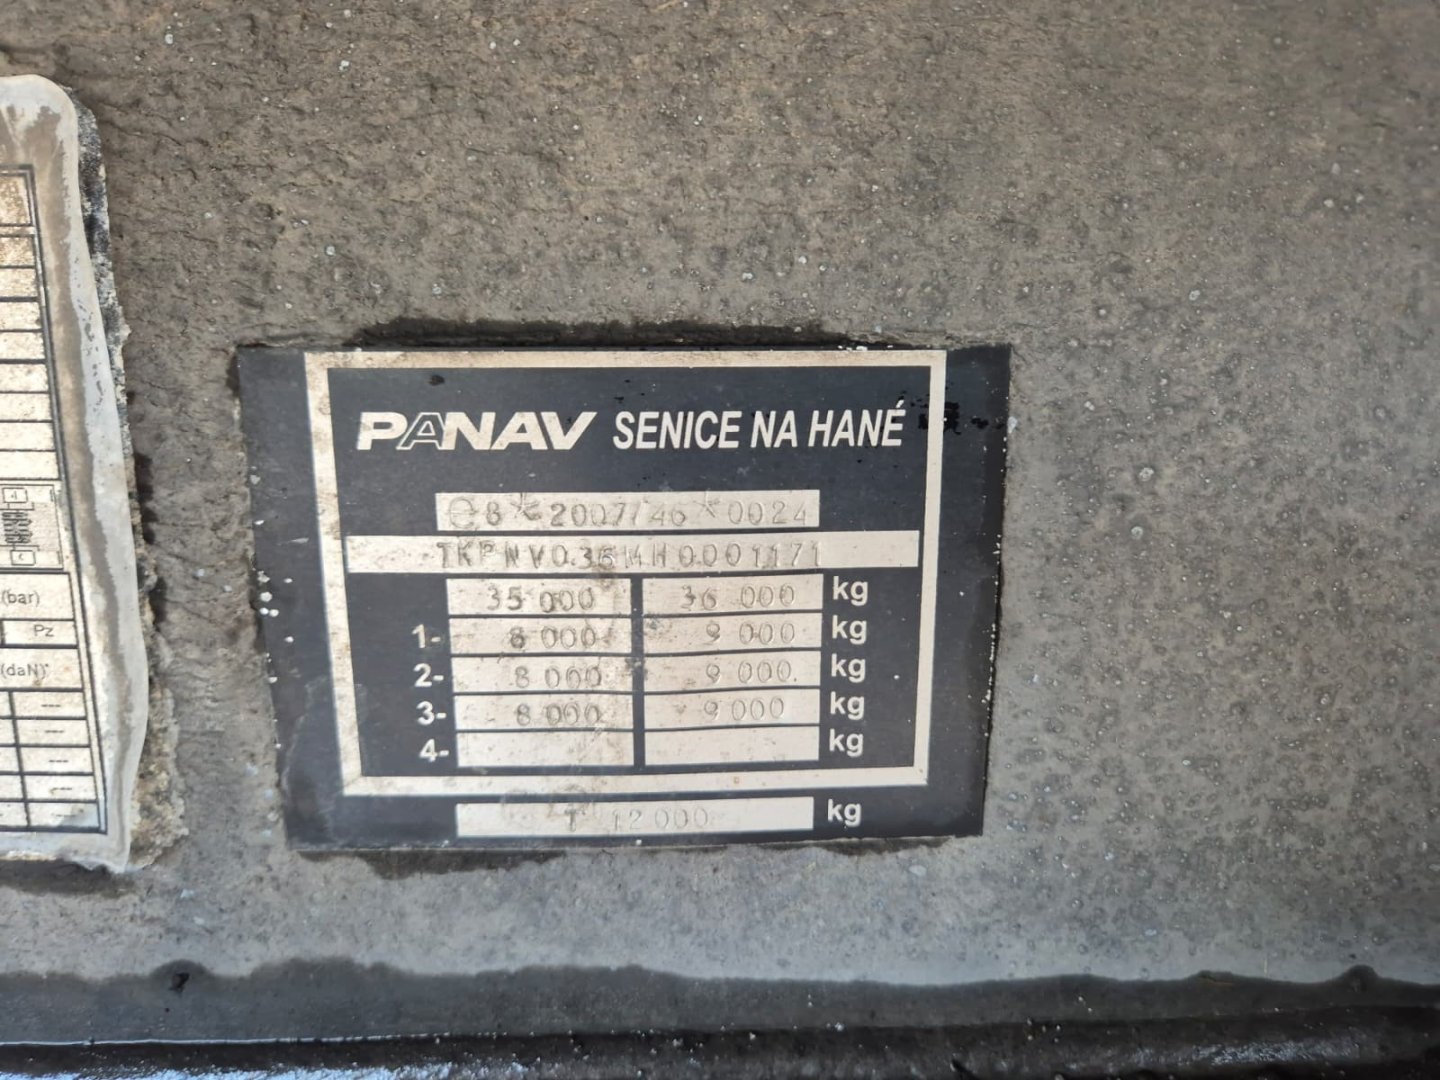 PANAV SENICE NA HANÉ
e8*2007/46*0024
TKPNV036MH0001171
35 000 36 000 kg
1- 8 000 9 000 kg
2- 8 000 9 000 kg
3- 8 000 9 000 kg
4- kg
T 12 000 kg
(bar)
Pz
(daN)